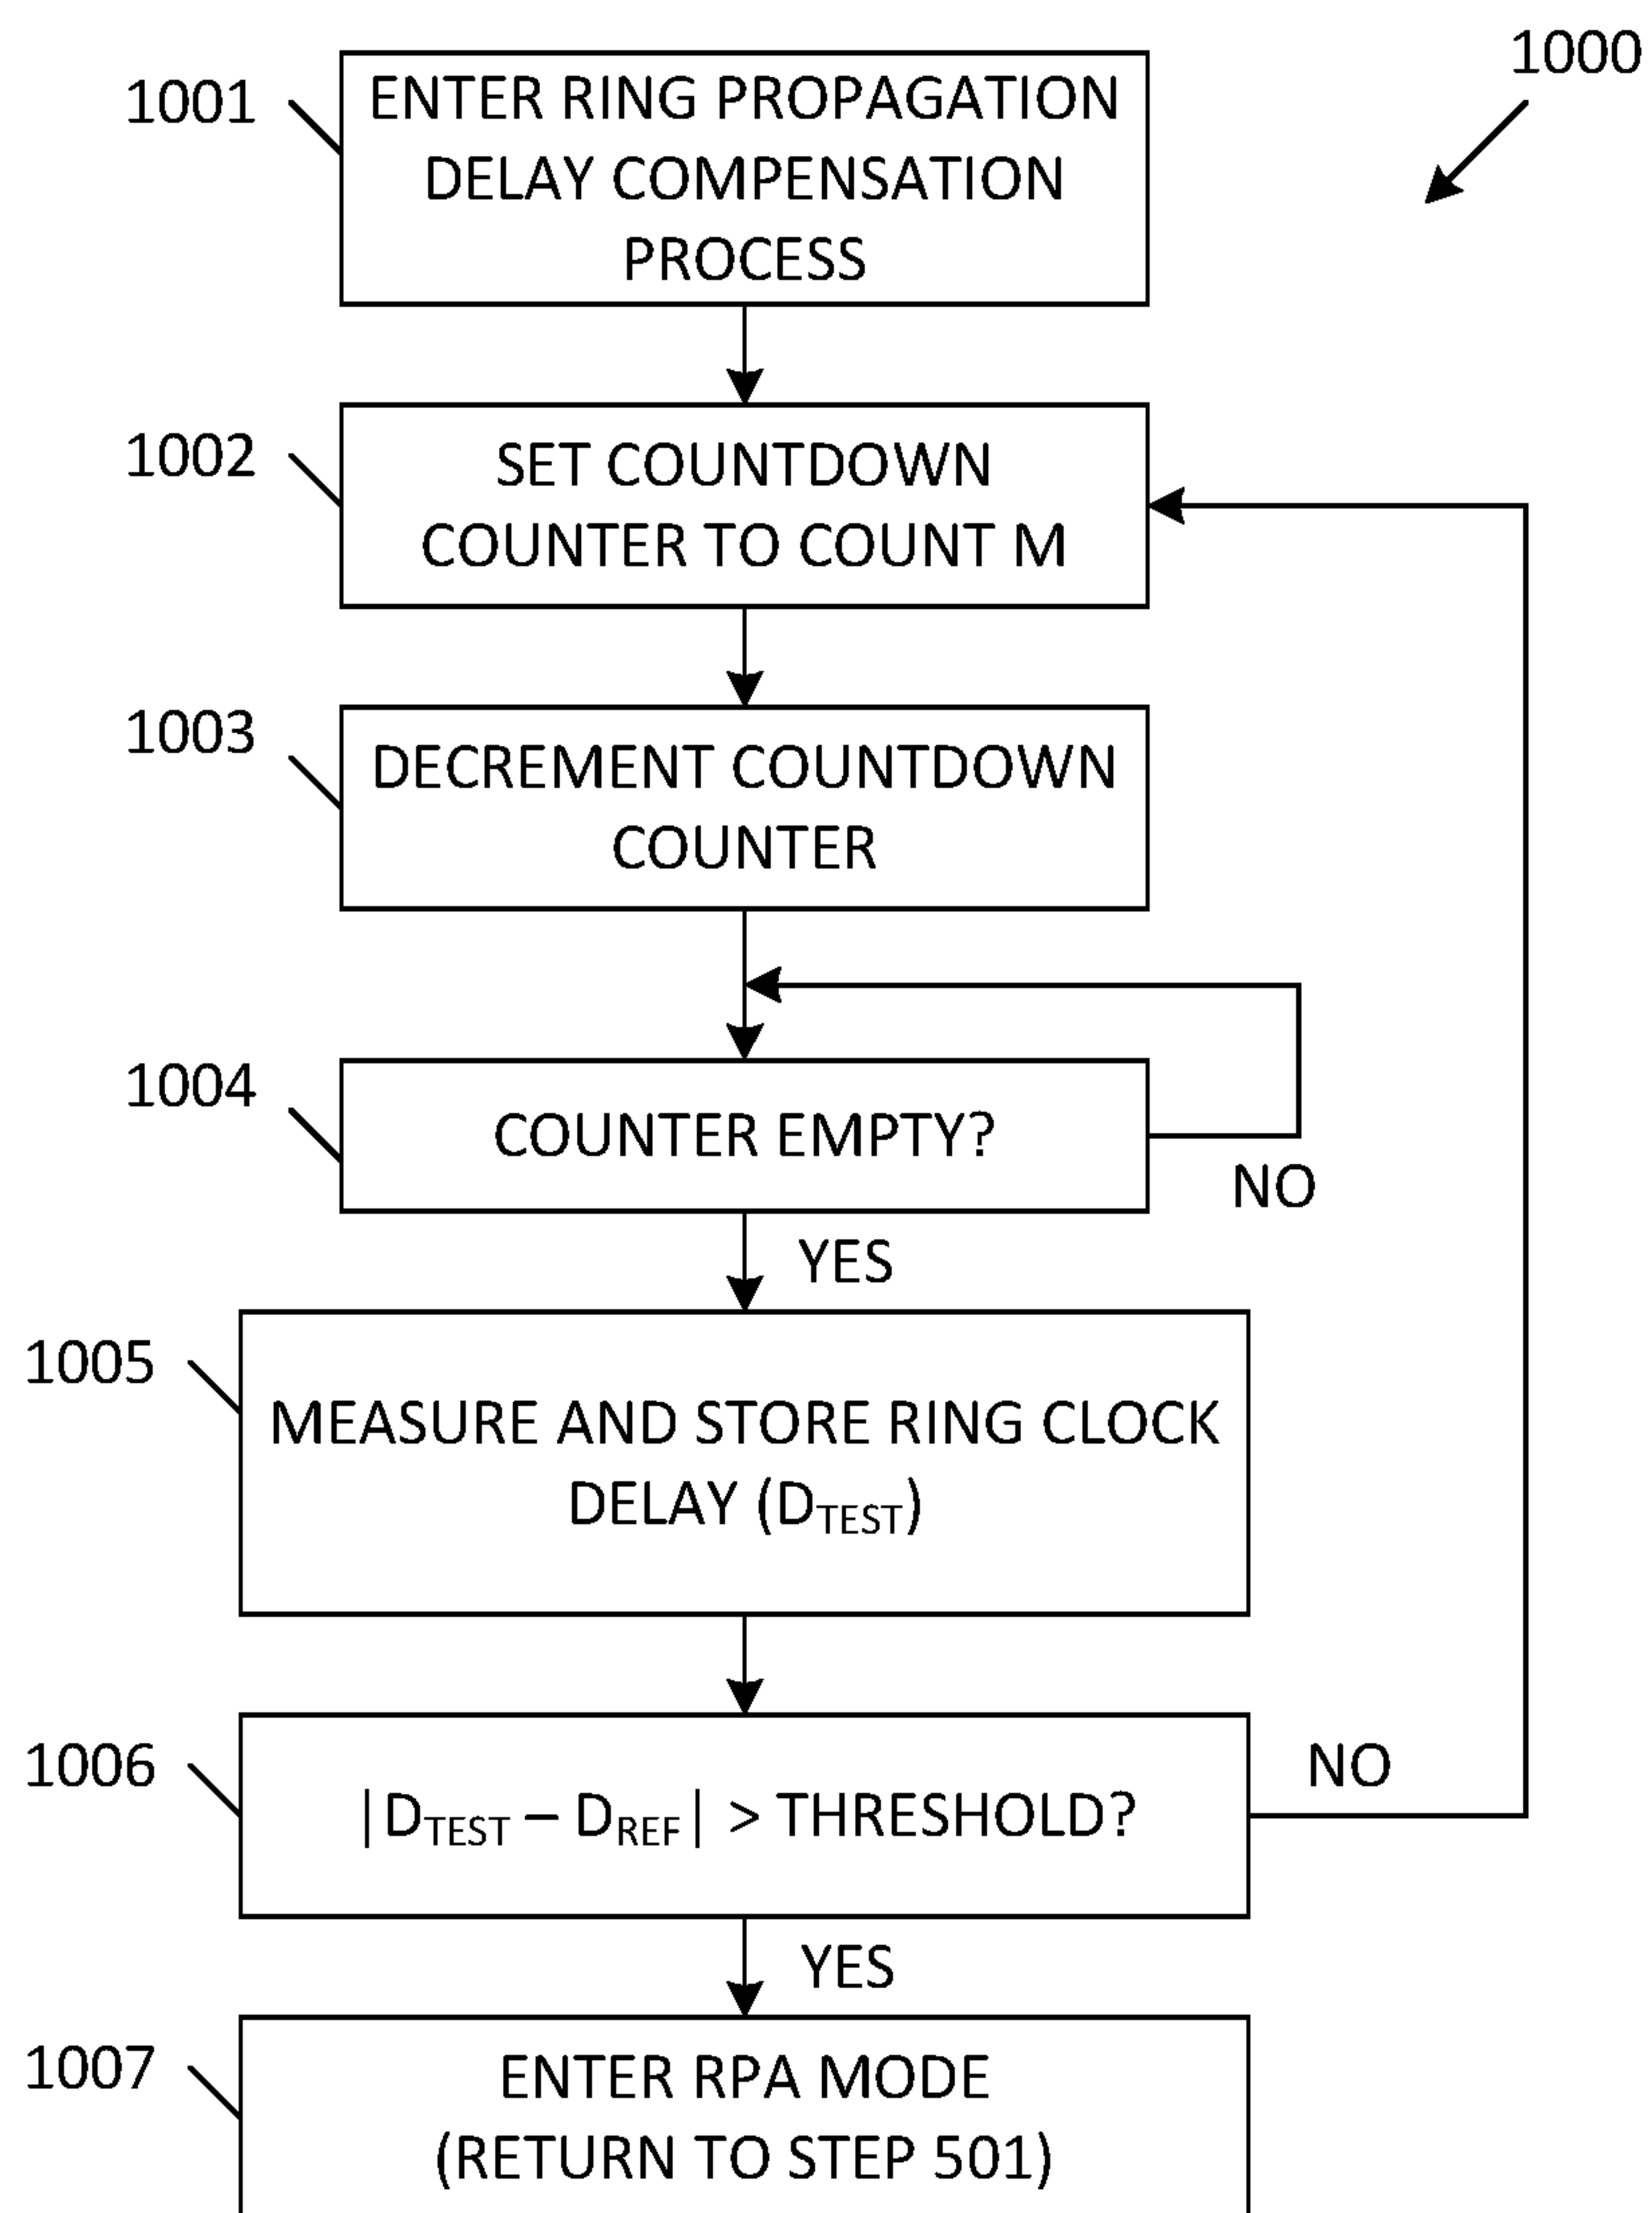 1000
1001
ENTER RING PROPAGATION
DELAY COMPENSATION
PROCESS
1002
SET COUNTDOWN
COUNTER TO COUNT M
1003
DECREMENT COUNTDOWN
COUNTER
1004
COUNTER EMPTY?
NO
YES
1005
MEASURE AND STORE RING CLOCK
DELAY (DTEST)
1006
|DTEST – DREF| > THRESHOLD?
NO
YES
1007
ENTER RPA MODE
(RETURN TO STEP 501)